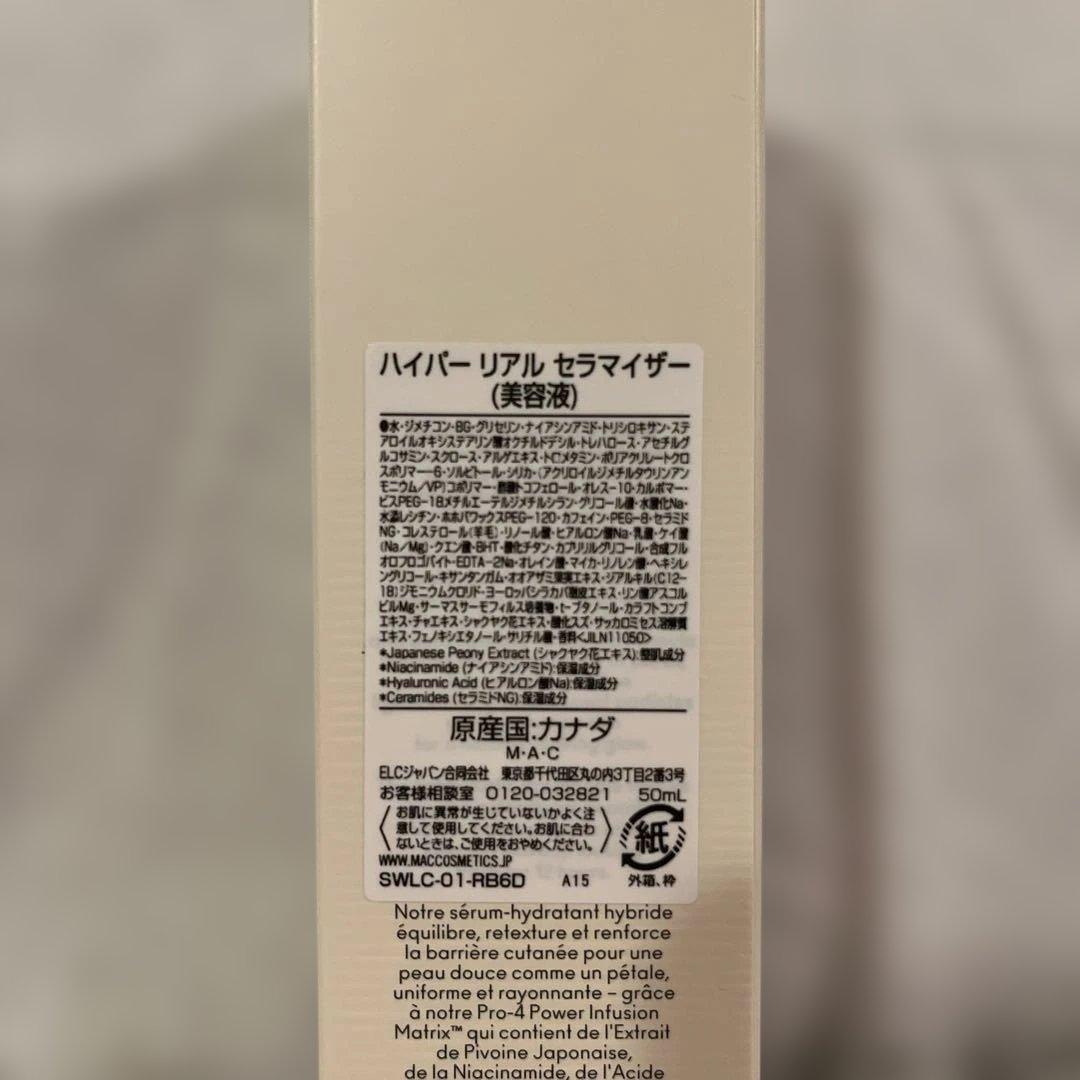 ハイパー リアル セラマイザー
(美容液)
●水・ジメチコン・BG・グリセリン・ナイアシンアミド・トリシロキサン・ステ
アロイルオキシステアリン酸オクチルドデシル・トレハロース・アセチルグ
ルコサミン・スクロース・アルゲエキス・トロメタミン・ポリアクリレートクロ
スポリマー-6・ソルビトール・シリカ・(アクリロイルジメチルタウリンアン
モニウム/VP)コポリマー・酢酸トコフェロール・オレス-10・カルボマー・
ビスPEG-18メチルエーテルジメチルシラン・グリコール酸・水酸化Na・
水添レシチン・ホホバワックスPEG-120・カフェイン・PEG-8・セラミド
NG・コレステロール(羊毛)・リノール酸・ヒアルロン酸Na・乳酸・ケイ酸
(Na/Mg)・クエン酸・BHT・酸化チタン・カプリリルグリコール・合成フル
オロフロゴパイト・EDTA-2Na・オレイン酸・マイカ・リノレン酸・ヘキシレ
ングリコール・キサンタンガム・オオアザミ果実エキス・ジアルキル(C12-
18)ジモニウムクロリド・ヨーロッパシラカバ樹皮エキス・リン酸アスコル
ビルMg・サーマスサーモフィルス培養物・t-ブタノール・カラフトコンブ
エキス・チャエキス・シャクヤク花エキス・酸化スズ・サッカロミセス溶解質
エキス・フェノキシエタノール・サリチル酸・香料<JLN11050>
*Japanese Peony Extract (シャクヤク花エキス):整肌成分
*Niacinamide (ナイアシンアミド):保湿成分
*Hyaluronic Acid (ヒアルロン酸Na):保湿成分
*Ceramides (セラミドNG):保湿成分
原産国:カナダ
M・A・C
ELCジャパン合同会社 東京都千代田区丸の内3丁目2番3号
お客様相談室 0120-032821 50mL
お肌に異常が生じていないかよく注
意して使用してください。お肌に合わ
ないときは、ご使用をおやめください。
紙
WWW.MACCOSMETICS.JP
SWLC-01-RB6D A15 外箱、枠
Notre sérum-hydratant hybride
équilibre, retexture et renforce
la barrière cutanée pour une
peau douce comme un pétale,
uniforme et rayonnante – grâce
à notre Pro-4 Power Infusion
Matrix™ qui contient de l'Extrait
de Pivoine Japonaise,
de la Niacinamide, de l'Acide